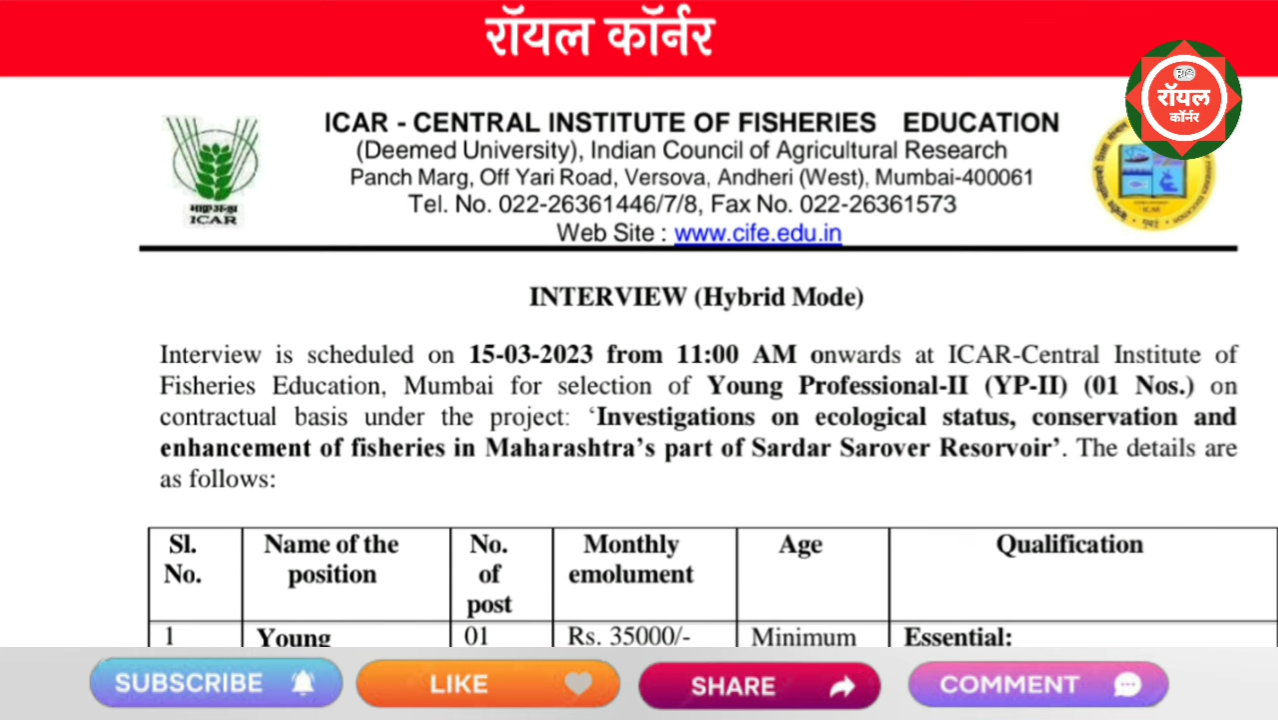 रॉयल कॉर्नर
RC
रॉयल
कॉर्नर
ICAR - CENTRAL INSTITUTE OF FISHERIES EDUCATION
(Deemed University), Indian Council of Agricultural Research
Panch Marg, Off Yari Road, Versova, Andheri (West), Mumbai-400061
Tel. No. 022-26361446/7/8, Fax No. 022-26361573
Web Site : www.cife.edu.in
भाकृअनुप
ICAR
INTERVIEW (Hybrid Mode)
Interview is scheduled on 15-03-2023 from 11:00 AM onwards at ICAR-Central Institute of
Fisheries Education, Mumbai for selection of Young Professional-II (YP-II) (01 Nos.) on
contractual basis under the project: ‘Investigations on ecological status, conservation and
enhancement of fisheries in Maharashtra’s part of Sardar Sarover Resorvoir’. The details are
as follows:
Sl. No.
Name of the position
No. of post
Monthly emolument
Age
Qualification
1
Young
01
Rs. 35000/-
Minimum
Essential:
SUBSCRIBE
LIKE
SHARE
COMMENT